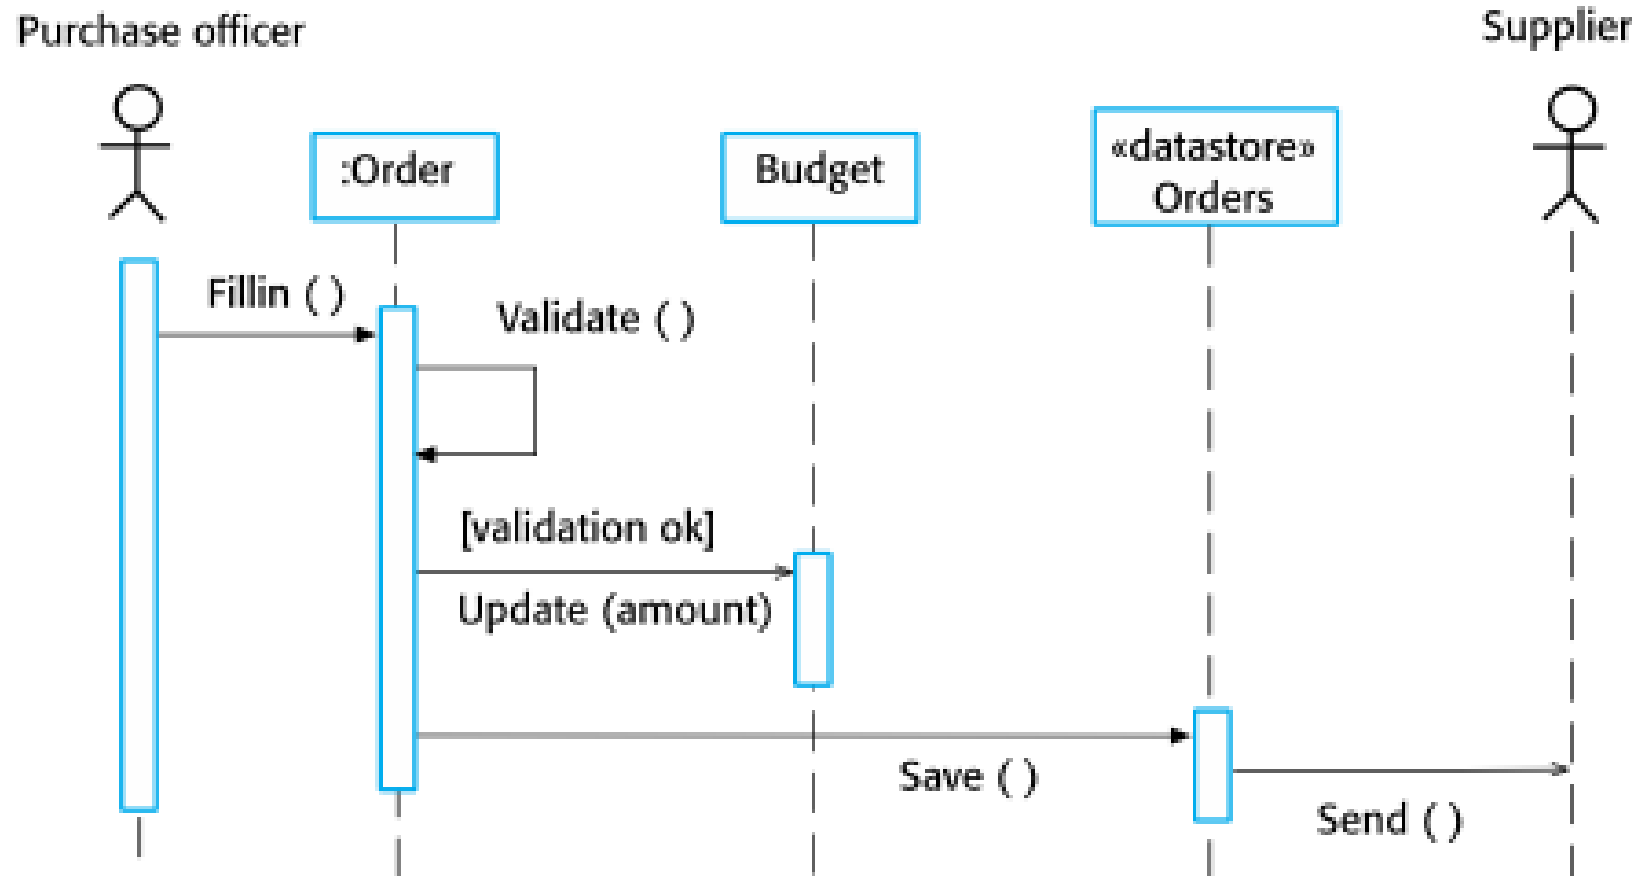 Purchase officer
Supplier
:Order
Budget
«datastore»
Orders
Fillin ( )
Validate ( )
[validation ok]
Update (amount)
Save ( )
Send ( )